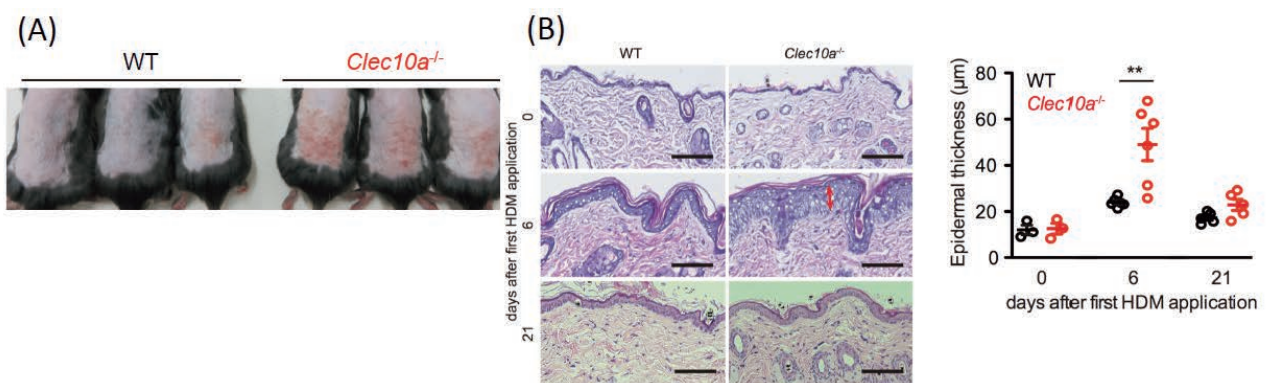 (A)
WT
Clec10a-/-
(B)
WT
Clec10a-/-
days after first HDM application
0
6
21
Epidermal thickness (μm)
80
60
40
20
0
WT
Clec10a-/-
**
0
6
21
days after first HDM application